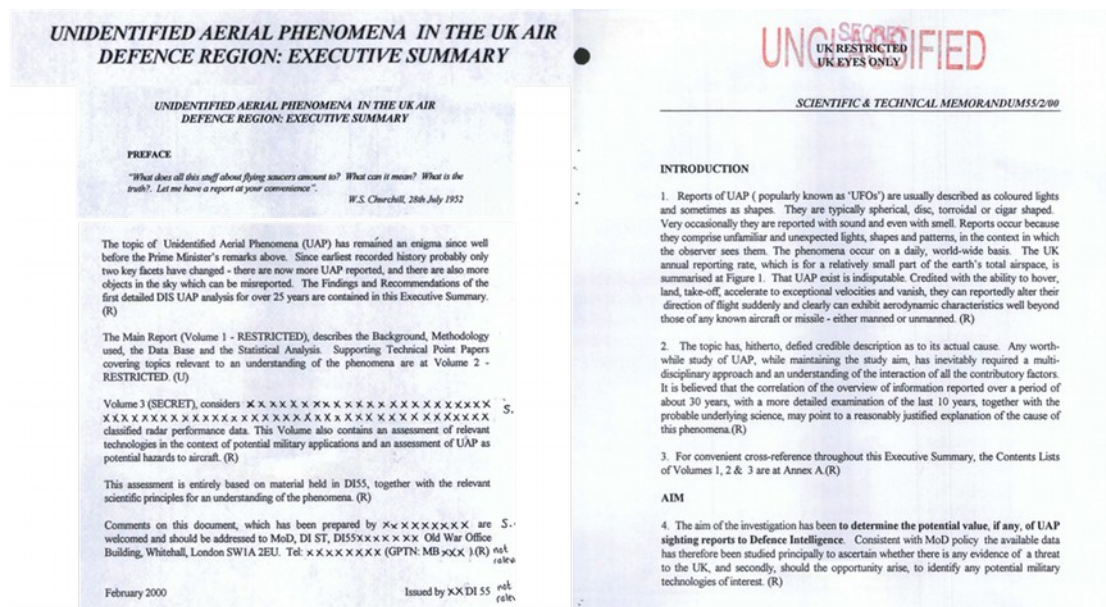 UNIDENTIFIED AERIAL PHENOMENA IN THE UK AIR
DEFENCE REGION: EXECUTIVE SUMMARY
UNIDENTIFIED AERIAL PHENOMENA IN THE UK AIR
DEFENCE REGION: EXECUTIVE SUMMARY
PREFACE
"What does all this stuff about flying saucers amount to? What can it mean? What is the
truth?. Let me have a report at your convenience".
W.S. Churchill, 28th July 1952
The topic of Unidentified Aerial Phenomena (UAP) has remained an enigma since well
before the Prime Minister's remarks above. Since earliest recorded history probably only
two key facets have changed - there are now more UAP reported, and there are also more
objects in the sky which can be misreported. The Findings and Recommendations of the
first detailed DIS UAP analysis for over 25 years are contained in this Executive Summary.
(R)
The Main Report (Volume 1 - RESTRICTED), describes the Background, Methodology
used, the Data Base and the Statistical Analysis. Supporting Technical Point Papers
covering topics relevant to an understanding of the phenomena are at Volume 2 -
RESTRICTED. (U)
Volume 3 (SECRET), considers X X X X X X X X X X X X X X X X X X X X X X X S.
X X X X X X X X X X X X X X X X X X X X X X X X X X X X X X X X X X X
classified radar performance data. This Volume also contains an assessment of relevant
technologies in the context of potential military applications and an assessment of UAP as
potential hazards to aircraft. (R)
This assessment is entirely based on material held in DI55, together with the relevant
scientific principles for an understanding of the phenomena. (R)
Comments on this document, which has been prepared by XXXXXXXXX are S.
welcomed and should be addressed to MoD, DI ST, DI55XXXXXXX Old War Office
Building, Whitehall, London SW1A 2EU. Tel: XXXXXXXX (GPTN: MB XXX ).(R) not
February 2000 Issued by XX DI 55 not
SECRET
UNCLASSIFIED
UK RESTRICTED
UK EYES ONLY
SCIENTIFIC & TECHNICAL MEMORANDUM55/2/00
INTRODUCTION
1. Reports of UAP ( popularly known as 'UFOs') are usually described as coloured lights
and sometimes as shapes. They are typically spherical, disc, torroidal or cigar shaped.
Very occasionally they are reported with sound and even with smell. Reports occur because
they comprise unfamiliar and unexpected lights, shapes and patterns, in the context in which
the observer sees them. The phenomena occur on a daily, world-wide basis. The UK
annual reporting rate, which is for a relatively small part of the earth's total airspace, is
summarised at Figure 1. That UAP exist is indisputable. Credited with the ability to hover,
land, take-off, accelerate to exceptional velocities and vanish, they can reportedly alter their
direction of flight suddenly and clearly can exhibit aerodynamic characteristics well beyond
those of any known aircraft or missile - either manned or unmanned. (R)
2. The topic has, hitherto, defied credible description as to its actual cause. Any worth-
while study of UAP, while maintaining the study aim, has inevitably required a multi-
disciplinary approach and an understanding of the interaction of all the contributory factors.
It is believed that the correlation of the overview of information reported over a period of
about 30 years, with a more detailed examination of the last 10 years, together with the
probable underlying science, may point to a reasonably justified explanation of the cause of
this phenomena.(R)
3. For convenient cross-reference throughout this Executive Summary, the Contents Lists
of Volumes 1, 2 & 3 are at Annex A.(R)
AIM
4. The aim of the investigation has been to determine the potential value, if any, of UAP
sighting reports to Defence Intelligence. Consistent with MoD policy the available data
has therefore been studied principally to ascertain whether there is any evidence of a threat
to the UK, and secondly, should the opportunity arise, to identify any potential military
technologies of interest. (R)